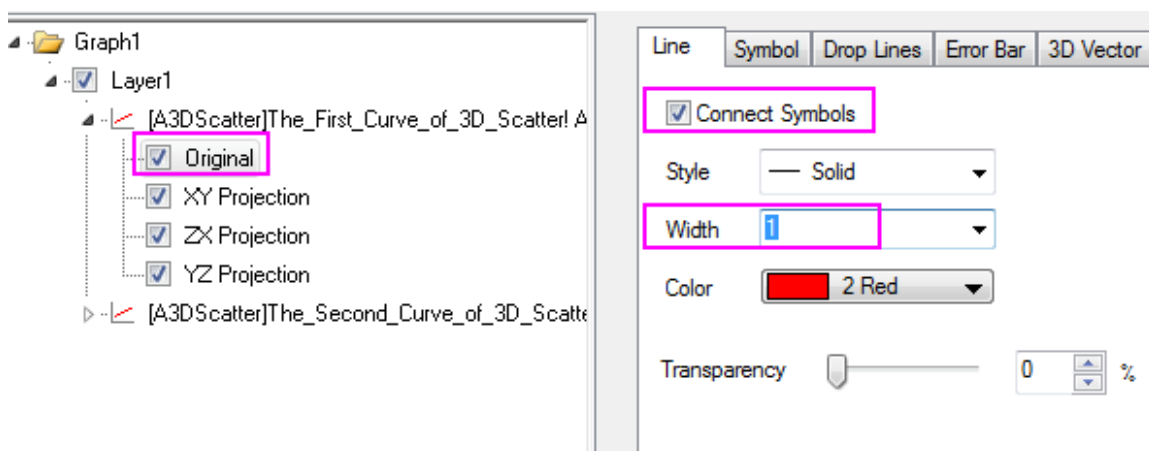 Graph1
Layer1
[A3DScatter]The_First_Curve_of_3D_Scatter! A
Original
XY Projection
ZX Projection
YZ Projection
[A3DScatter]The_Second_Curve_of_3D_Scatte
Line Symbol Drop Lines Error Bar 3D Vector
Connect Symbols
Style Solid
Width 1
Color 2 Red
Transparency 0 %